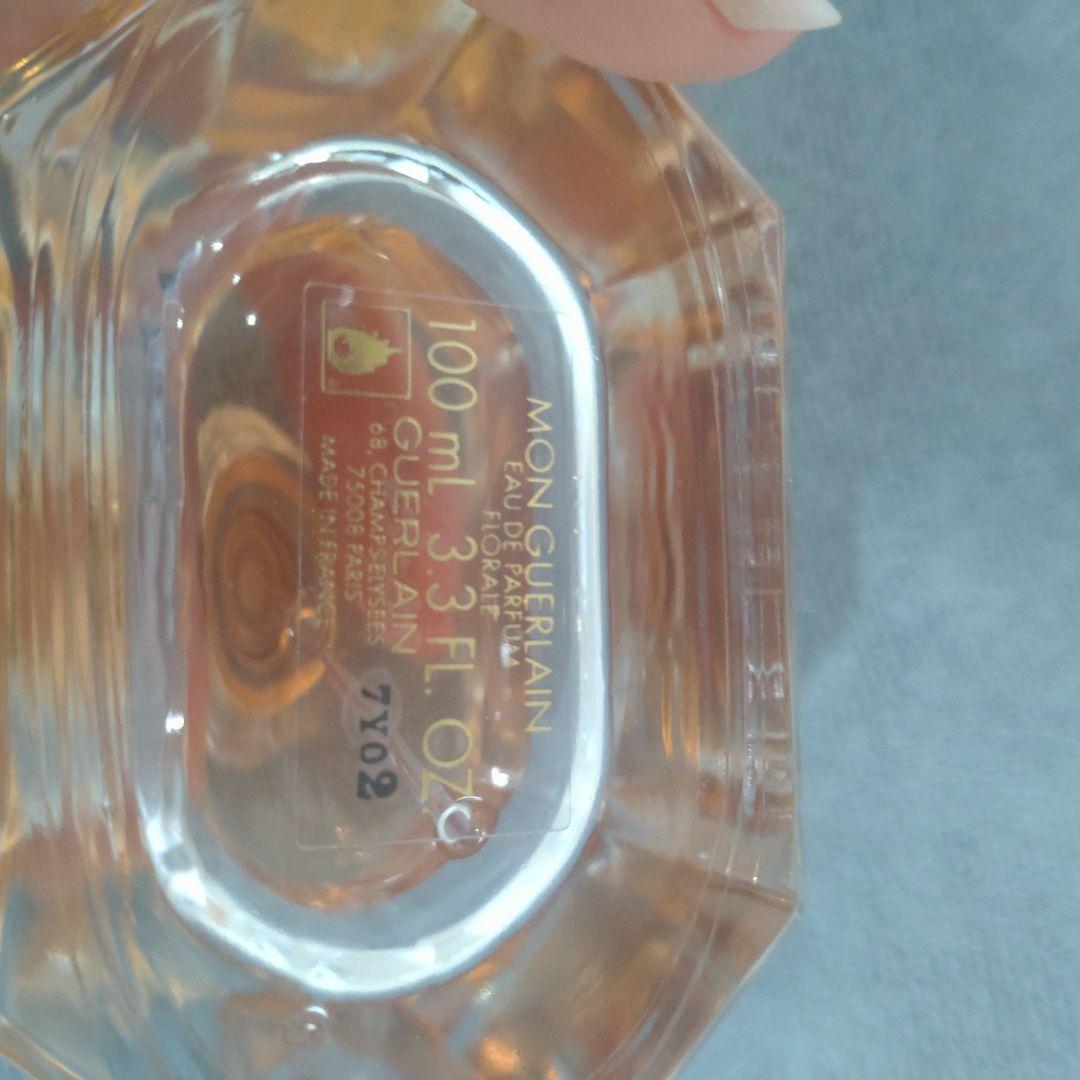 MON GUERLAIN
EAU DE PARFUM
FLORALE
100 mL 3.3 FL. OZ.
GUERLAIN
68, CHAMPS-ELYSEES
75008 PARIS
MADE IN FRANCE
7Y02